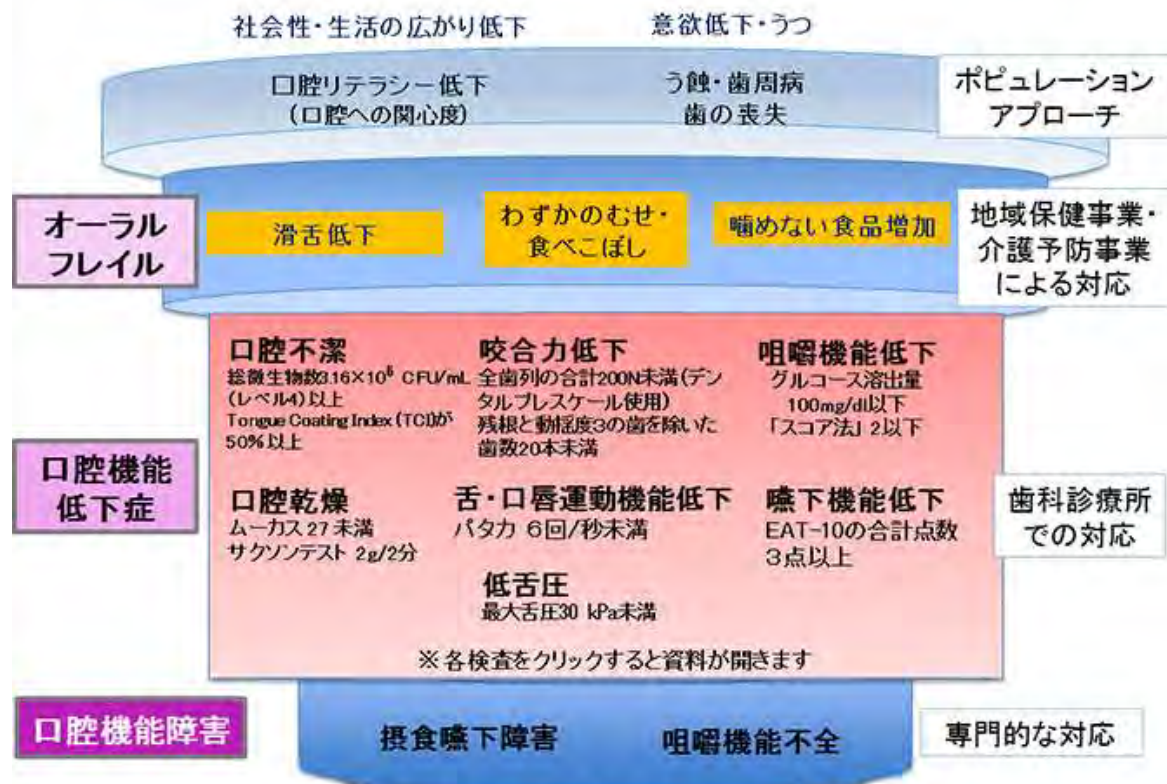 社会性・生活の広がり低下
意欲低下・うつ
口腔リテラシー低下
(口腔への関心度)
う蝕・歯周病
歯の喪失
ポピュレーション
アプローチ
オーラル
フレイル
滑舌低下
わずかのむせ・
食べこぼし
噛めない食品増加
地域保健事業・
介護予防事業
による対応
口腔機能
低下症
口腔不潔
総微生物数3.16×10⁶ CFU/mL
(レベル4)以上
Tongue Coating Index (TCI)が
50%以上
咬合力低下
全歯列の合計200N未満(デン
タルプレスケール使用)
残根と動揺度3の歯を除いた
歯数20本未満
咀嚼機能低下
グルコース溶出量
100mg/dl以下
「スコア法」2以下
口腔乾燥
ムーカス27未満
サクソンテスト 2g/2分
舌・口唇運動機能低下
パタカ 6回/秒未満
嚥下機能低下
EAT-10の合計点数
3点以上
低舌圧
最大舌圧30 kPa未満
※各検査をクリックすると資料が開きます
歯科診療所
での対応
口腔機能障害
摂食嚥下障害
咀嚼機能不全
専門的な対応